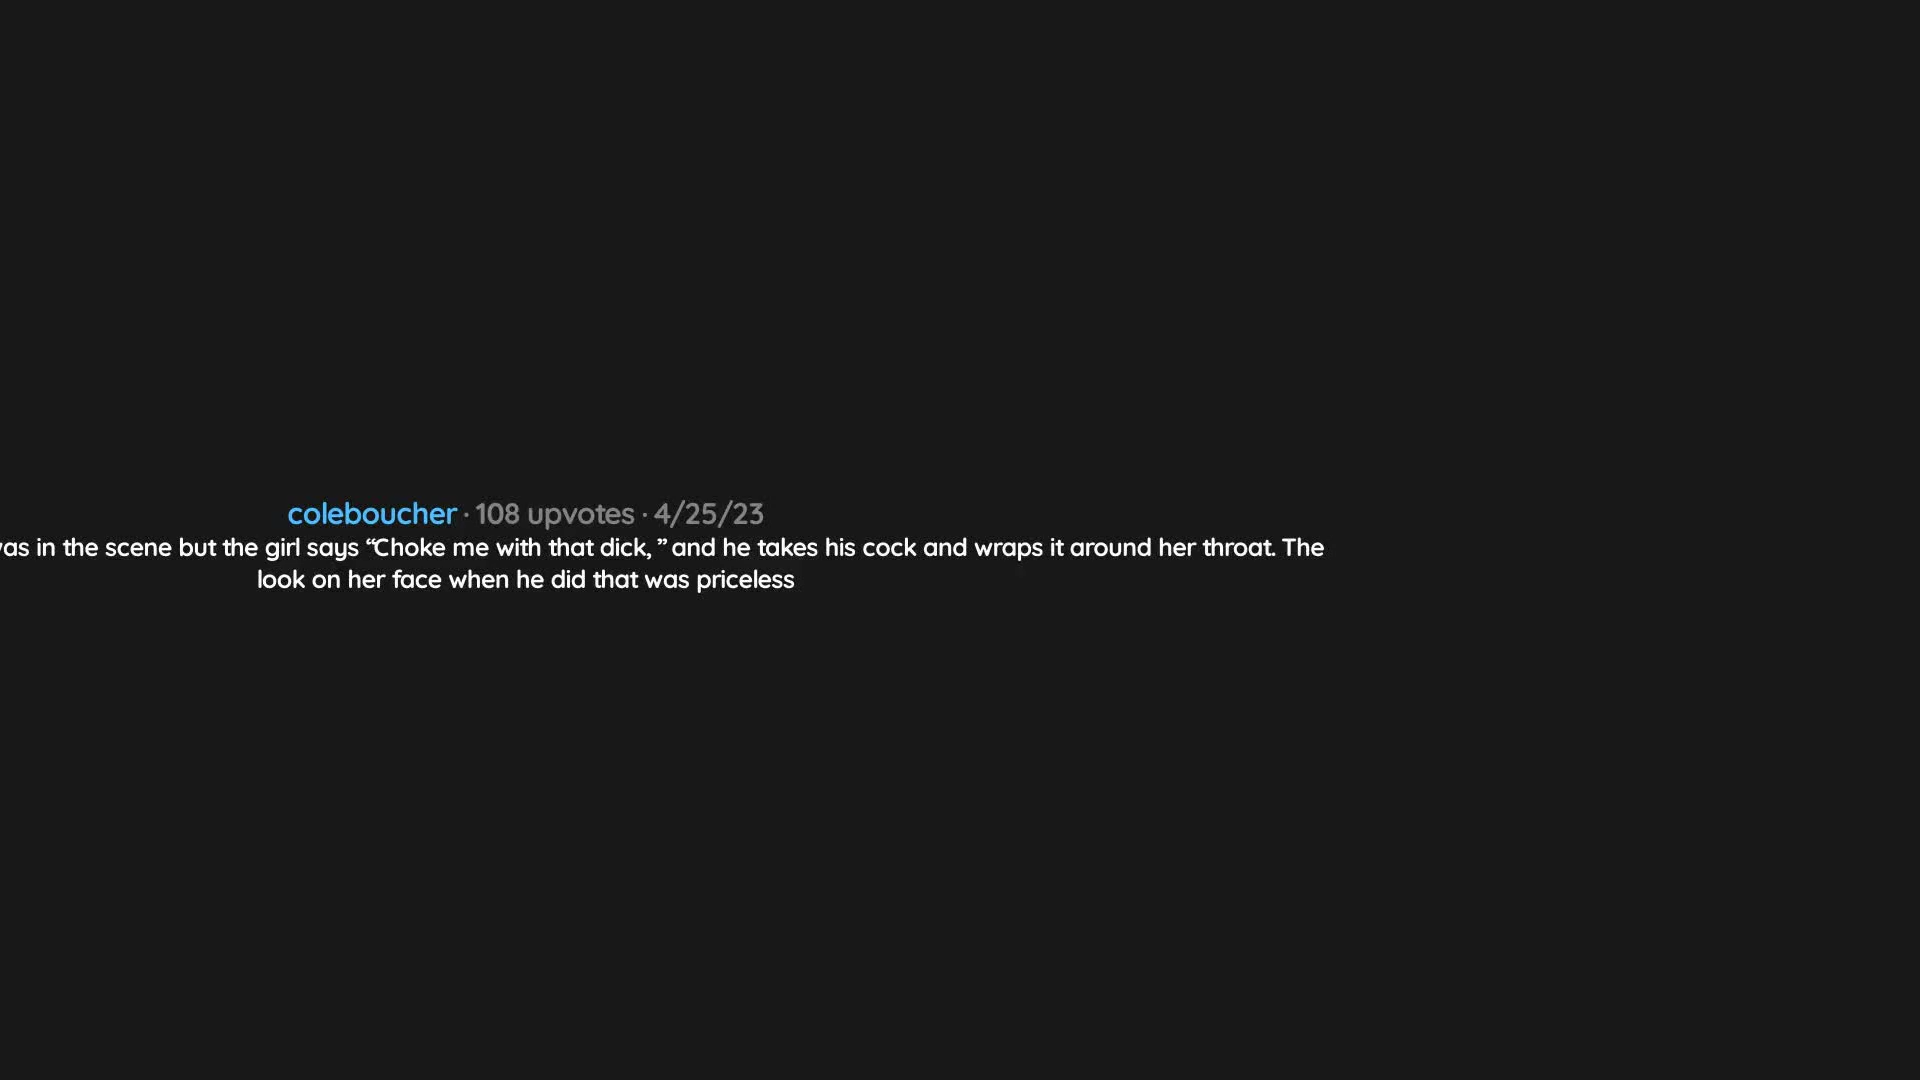 coleboucher · 108 upvotes · 4/25/23
was in the scene but the girl says “Choke me with that dick, ” and he takes his cock and wraps it around her throat. The
look on her face when he did that was priceless